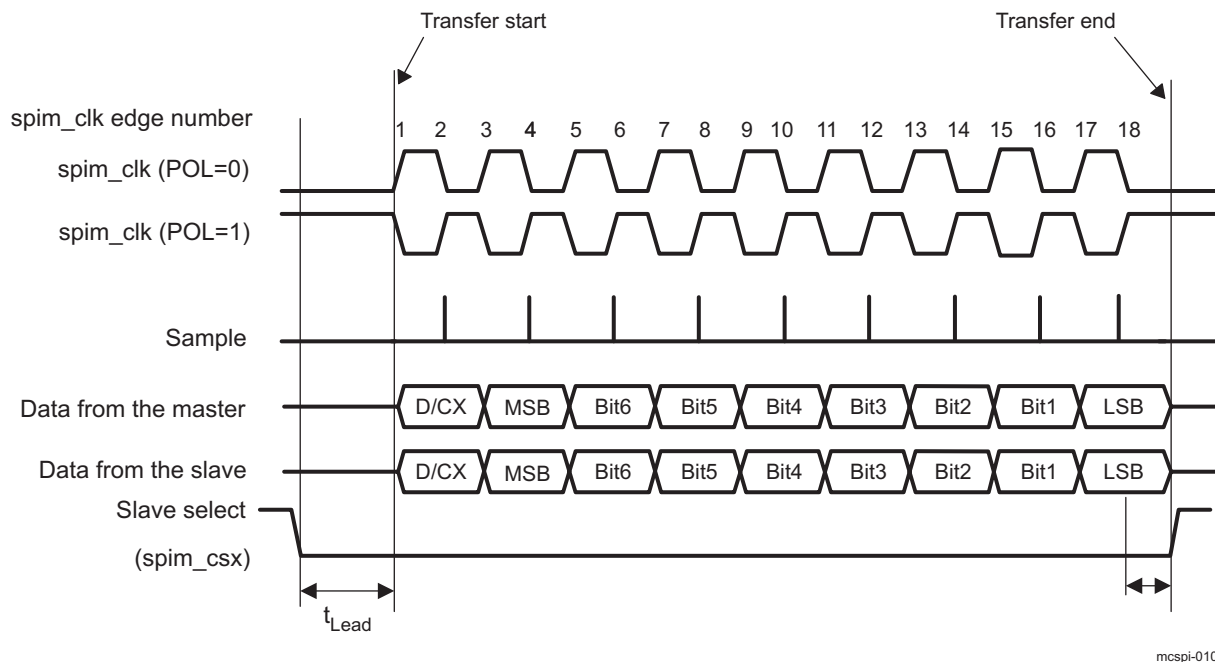 Transfer start
Transfer end
spim_clk edge number
1 2 3 4 5 6 7 8 9 10 11 12 13 14 15 16 17 18
spim_clk (POL=0)
spim_clk (POL=1)
Sample
Data from the master
D/CX MSB Bit6 Bit5 Bit4 Bit3 Bit2 Bit1 LSB
Data from the slave
D/CX MSB Bit6 Bit5 Bit4 Bit3 Bit2 Bit1 LSB
Slave select
(spim_csx)
tLead
mcspi-010